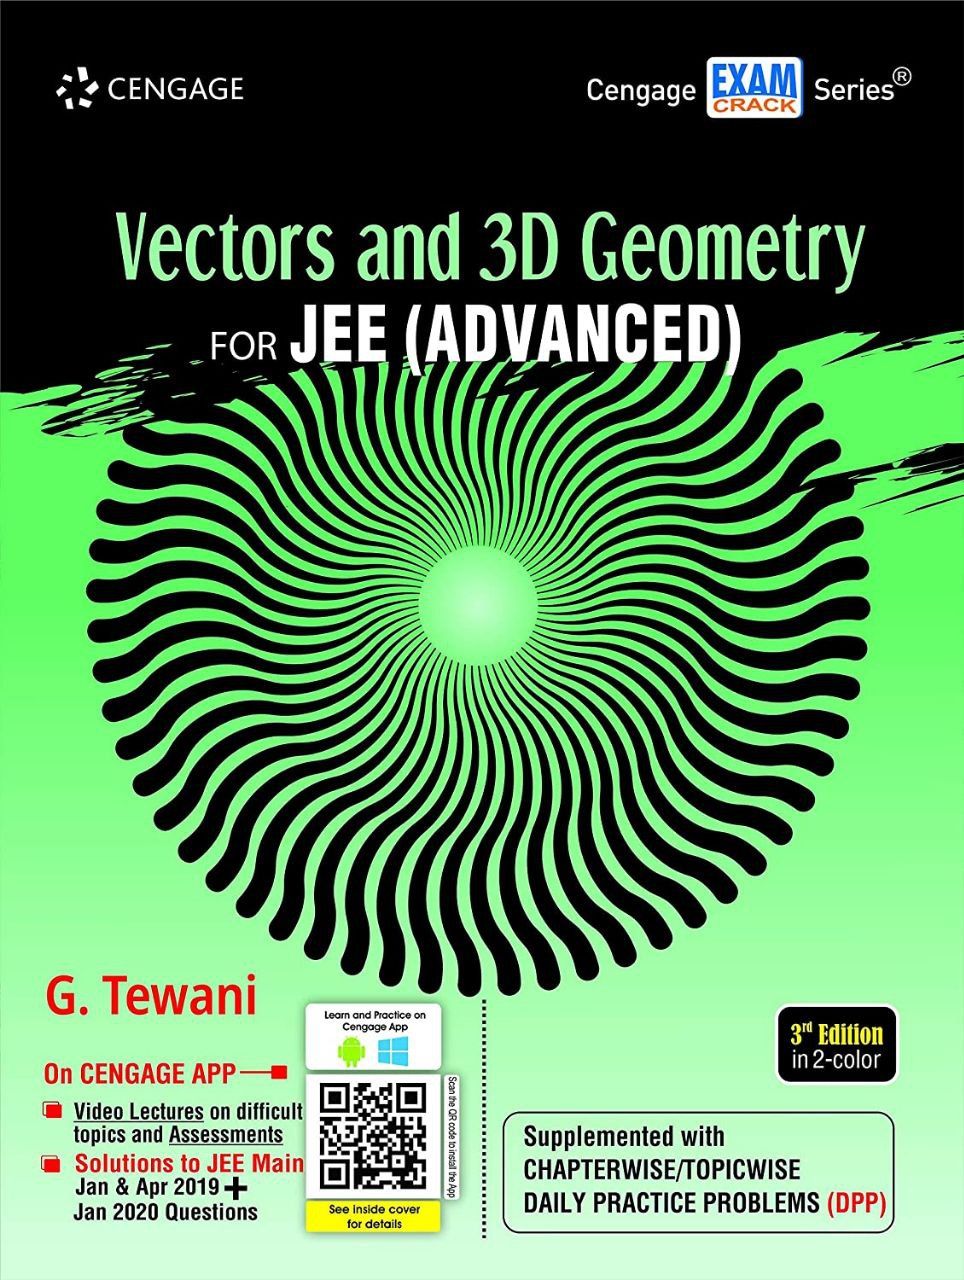 CENGAGE
Cengage EXAM CRACK Series®
Vectors and 3D Geometry
FOR JEE (ADVANCED)
G. Tewani
On CENGAGE APP
Video Lectures on difficult
topics and Assessments
Solutions to JEE Main
Jan & Apr 2019 +
Jan 2020 Questions
Learn and Practice on
Cengage App
Scan the QR code to install the App
See inside cover
for details
3rd Edition
in 2-color
Supplemented with
CHAPTERWISE/TOPICWISE
DAILY PRACTICE PROBLEMS (DPP)